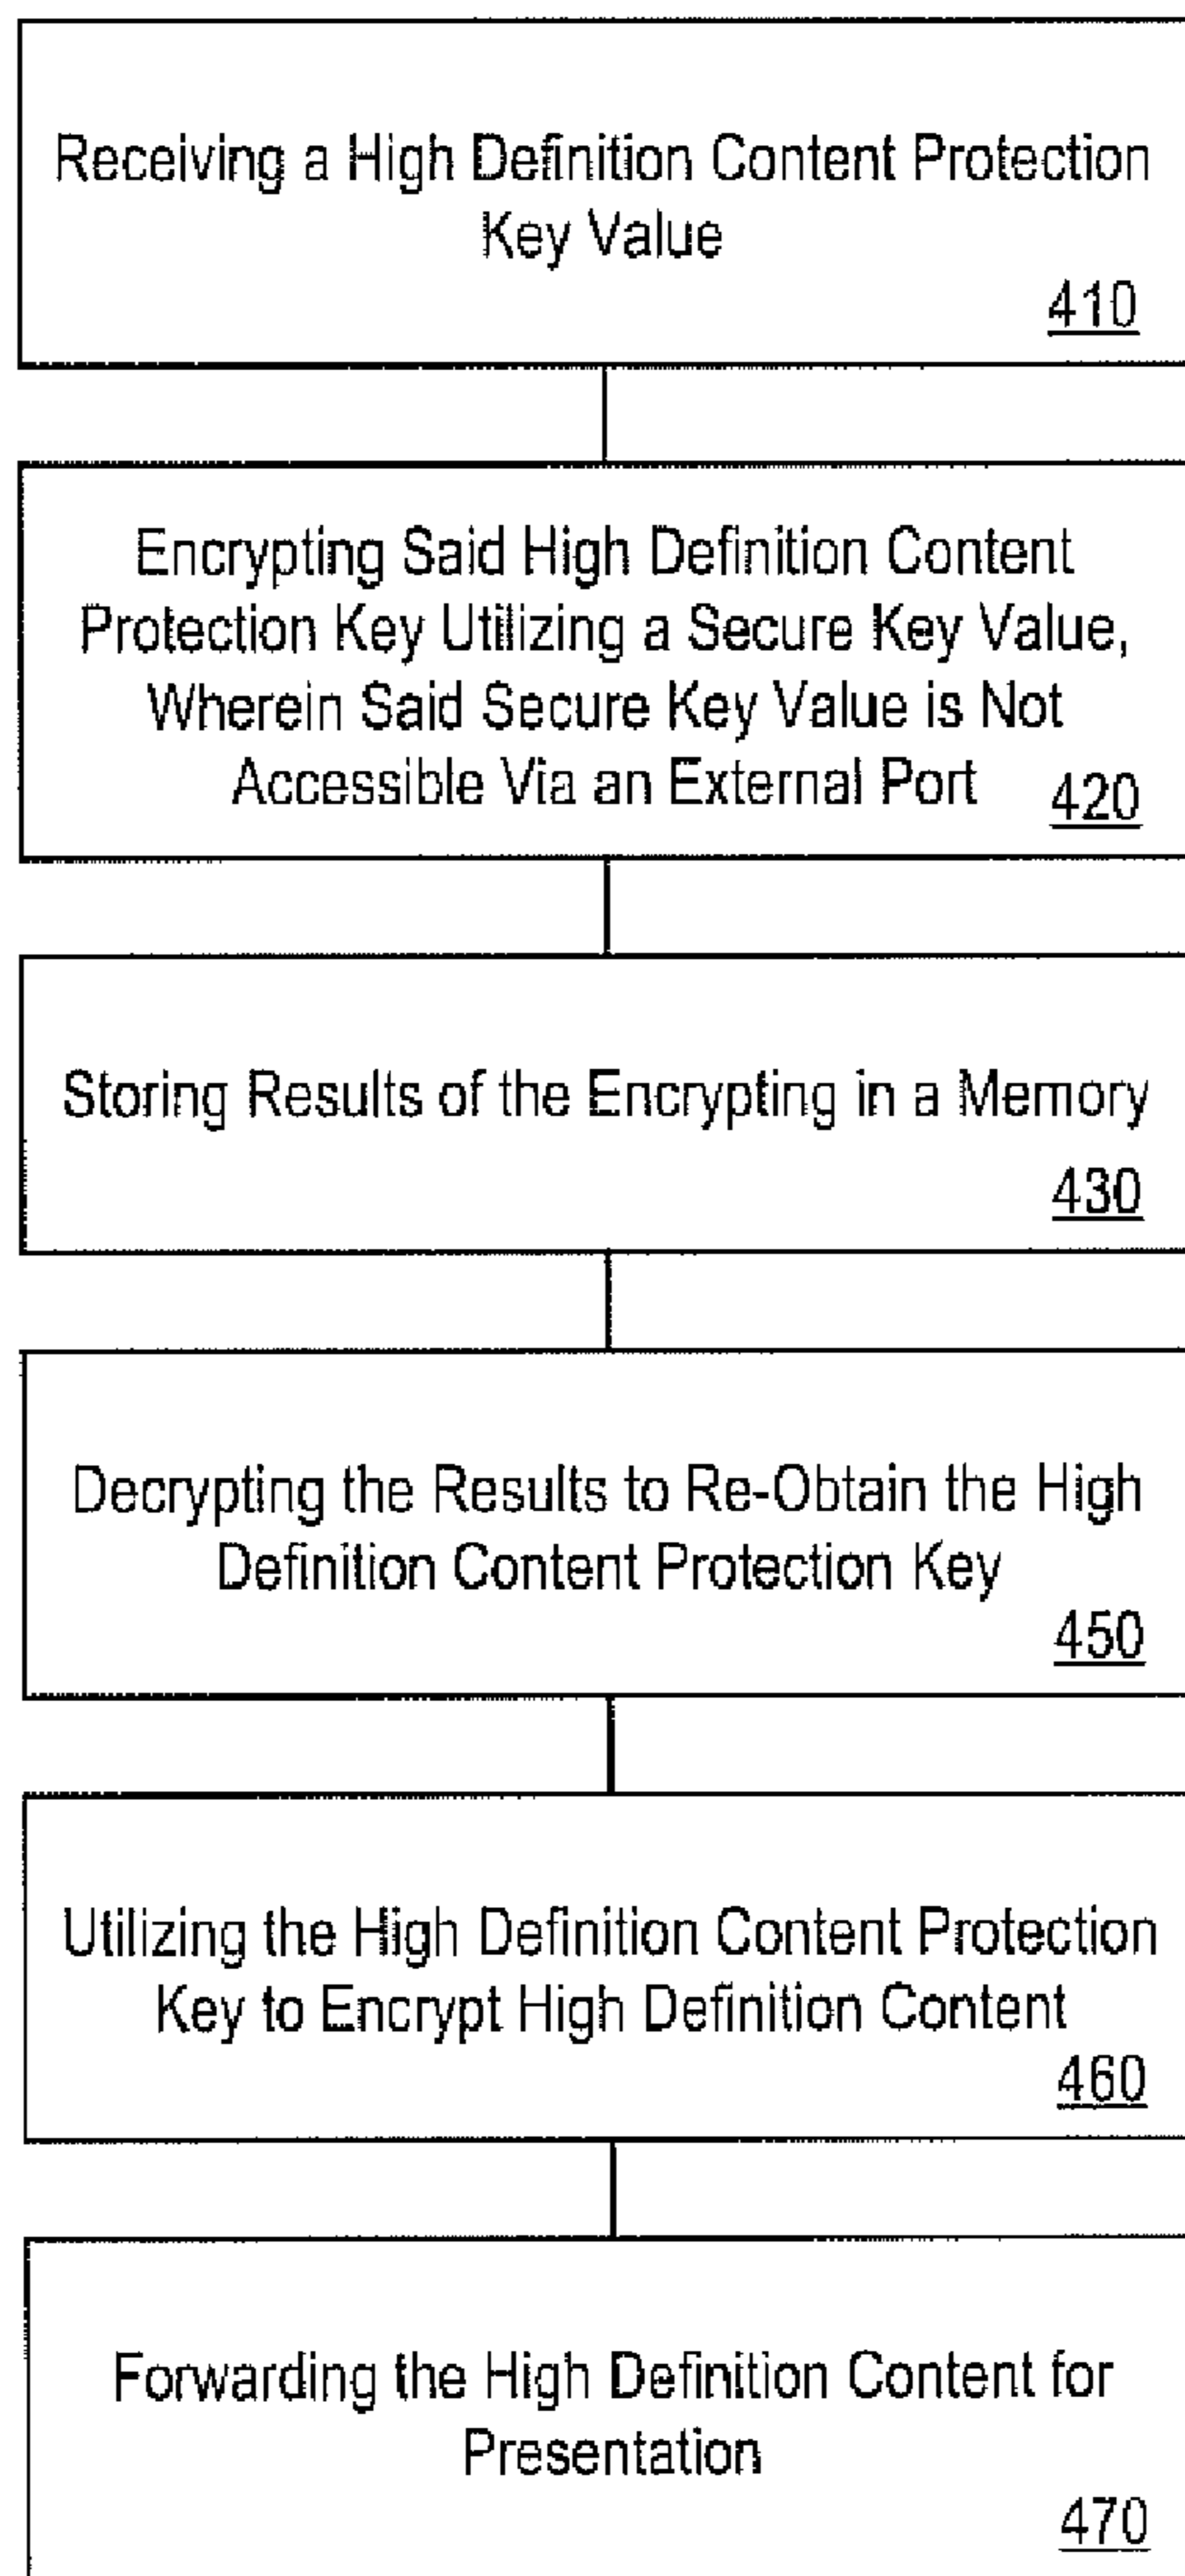 Receiving a High Definition Content Protection
Key Value
410
Encrypting Said High Definition Content
Protection Key Utilizing a Secure Key Value,
Wherein Said Secure Key Value is Not
Accessible Via an External Port
420
Storing Results of the Encrypting in a Memory
430
Decrypting the Results to Re-Obtain the High
Definition Content Protection Key
450
Utilizing the High Definition Content Protection
Key to Encrypt High Definition Content
460
Forwarding the High Definition Content for
Presentation
470